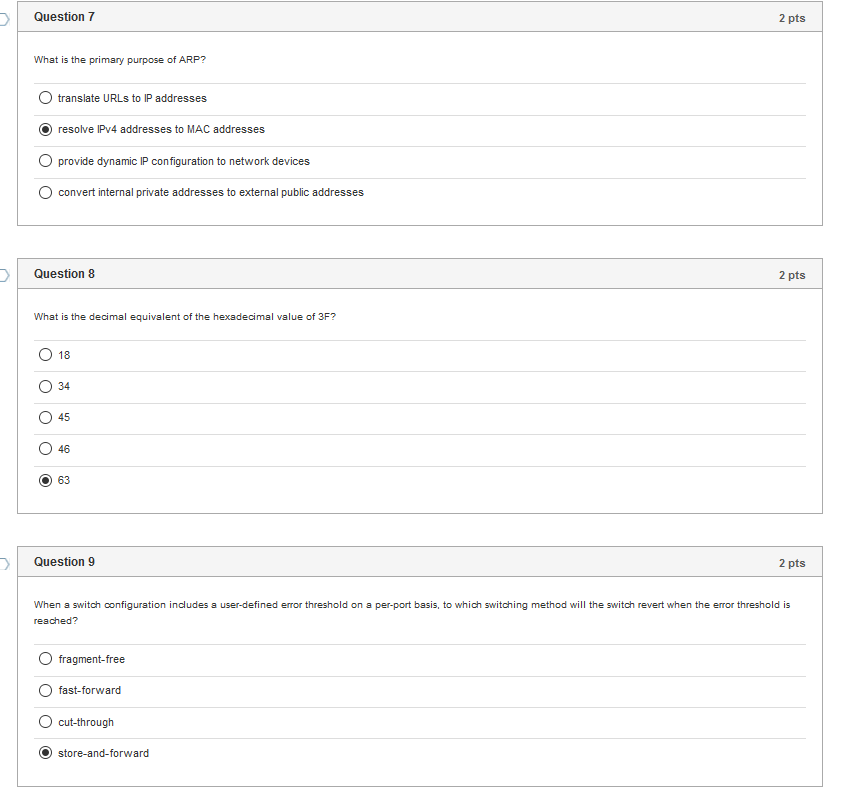 Question 7
2 pts
What is the primary purpose of ARP?
translate URLs to IP addresses
resolve IPv4 addresses to MAC addresses
provide dynamic IP configuration to network devices
convert internal private addresses to external public addresses
Question 8
2 pts
What is the decimal equivalent of the hexadecimal value of 3F?
18
34
45
46
63
Question 9
2 pts
When a switch configuration includes a user-defined error threshold on a per-port basis, to which switching method will the switch revert when the error threshold is
reached?
fragment-free
fast-forward
cut-through
store-and-forward